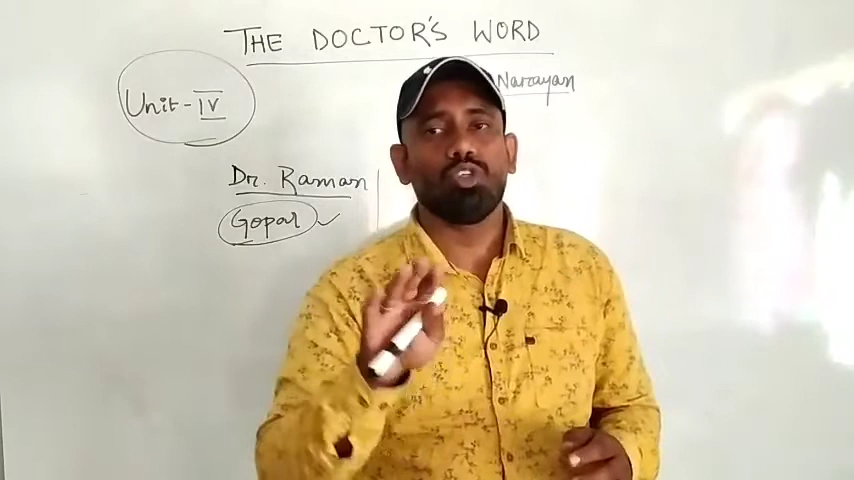 THE DOCTOR'S WORD
Narayan
Unit-IV
Dr. Raman
Gopal